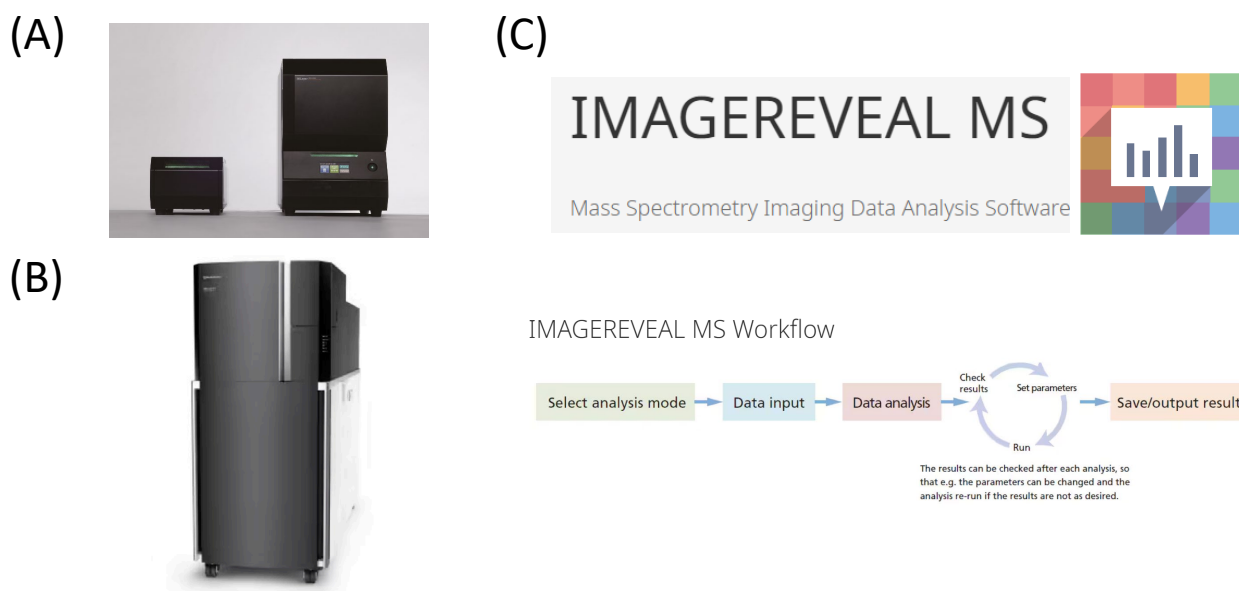 (A)
(B)
(C)
IMAGEREVEAL MS
Mass Spectrometry Imaging Data Analysis Software
IMAGEREVEAL MS Workflow
Select analysis mode
Data input
Data analysis
Check
results
Set parameters
Run
Save/output result
The results can be checked after each analysis, so
that e.g. the parameters can be changed and the
analysis re-run if the results are not as desired.